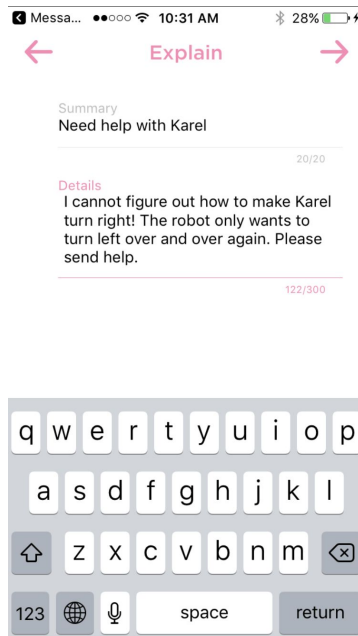 Messa... 10:31 AM 28%
Explain
Summary
Need help with Karel
20/20
Details
I cannot figure out how to make Karel
turn right! The robot only wants to
turn left over and over again. Please
send help.
122/300
q w e r t y u i o p
a s d f g h j k l
z x c v b n m
123 space return